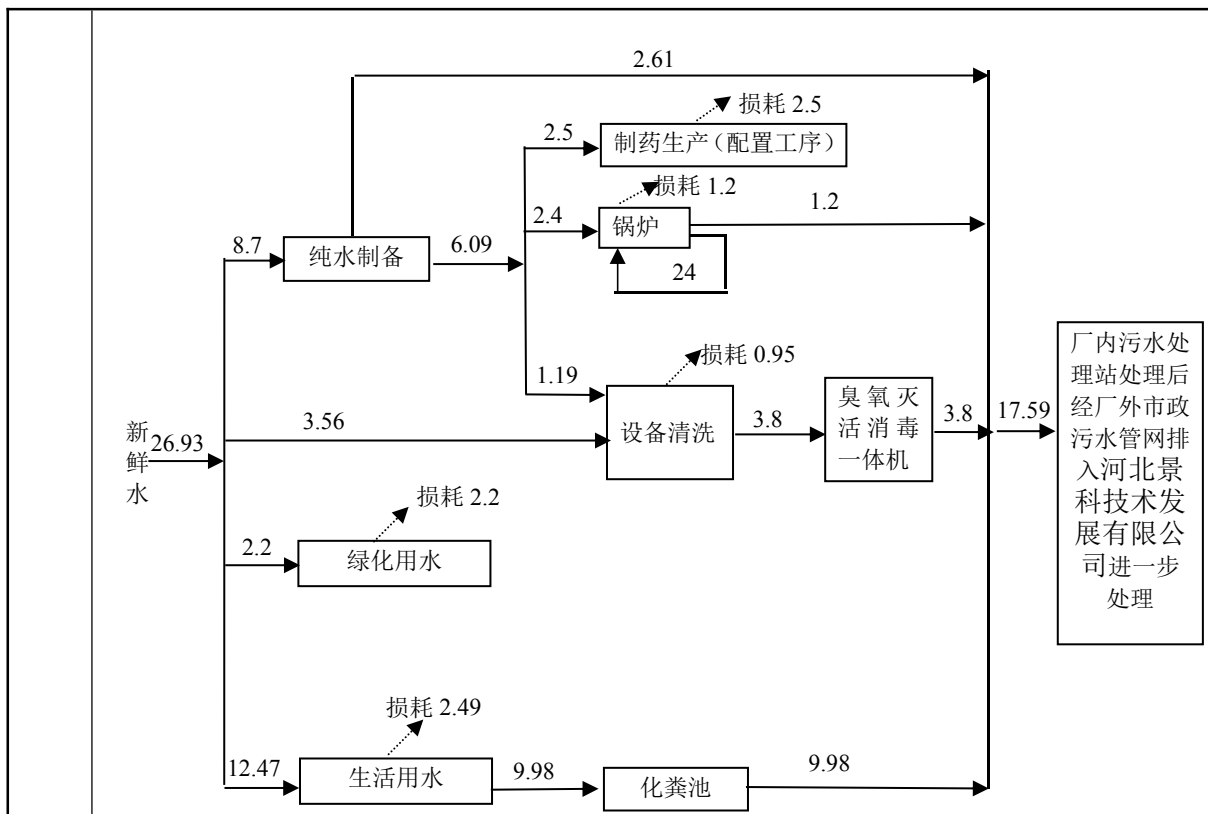 2.61
损耗 2.5
2.5
制药生产（配置工序）
损耗 1.2
2.4
锅炉
1.2
24
8.7
纯水制备
6.09
损耗 0.95
1.19
3.56
设备清洗
3.8
臭氧灭
活消毒
一体机
3.8
17.59
厂内污水处
理站处理后
经厂外市政
污水管网排
入河北景
科技术发
展有限公
司进一步
处理
新
鲜
水
26.93
损耗 2.2
2.2
绿化用水
损耗 2.49
12.47
生活用水
9.98
化粪池
9.98